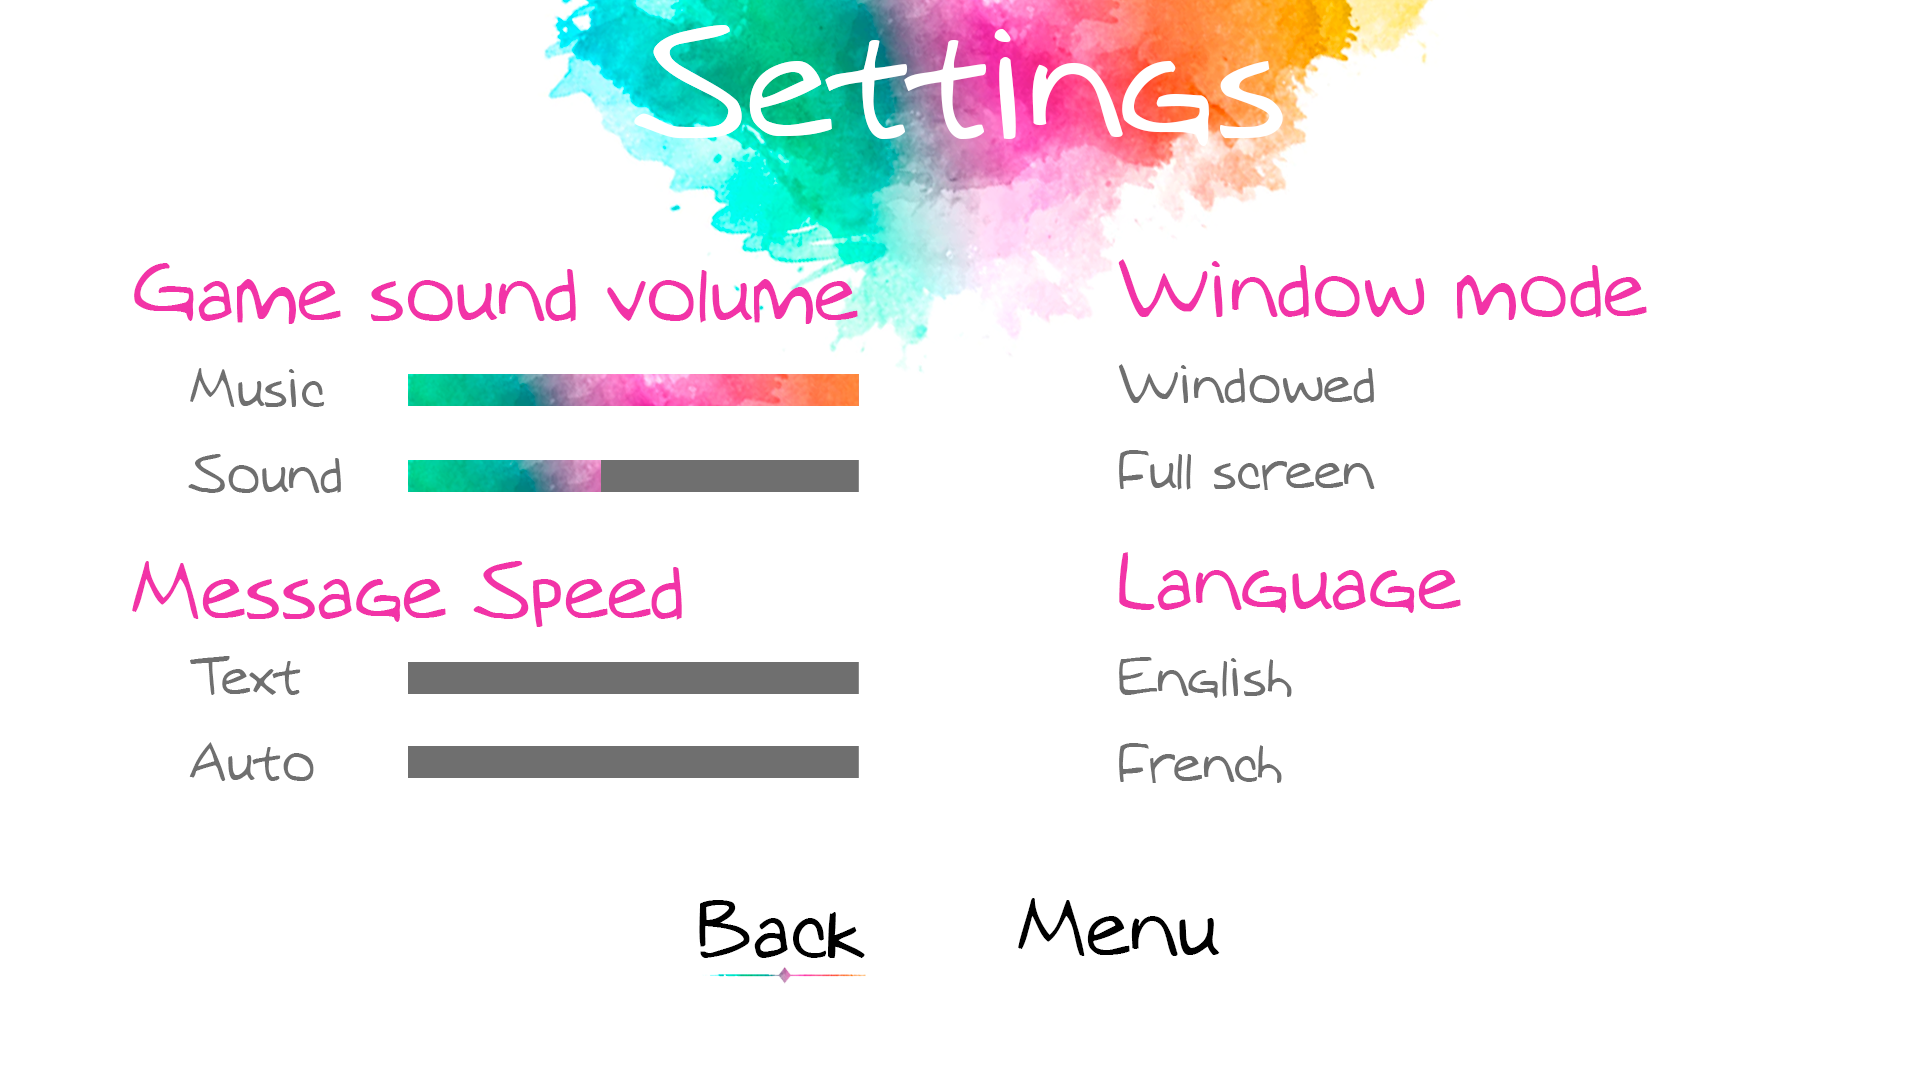 Settings
Game sound volume
Music
Sound
Message Speed
Text
Auto
Window mode
Windowed
Full screen
Language
English
French
Back
Menu